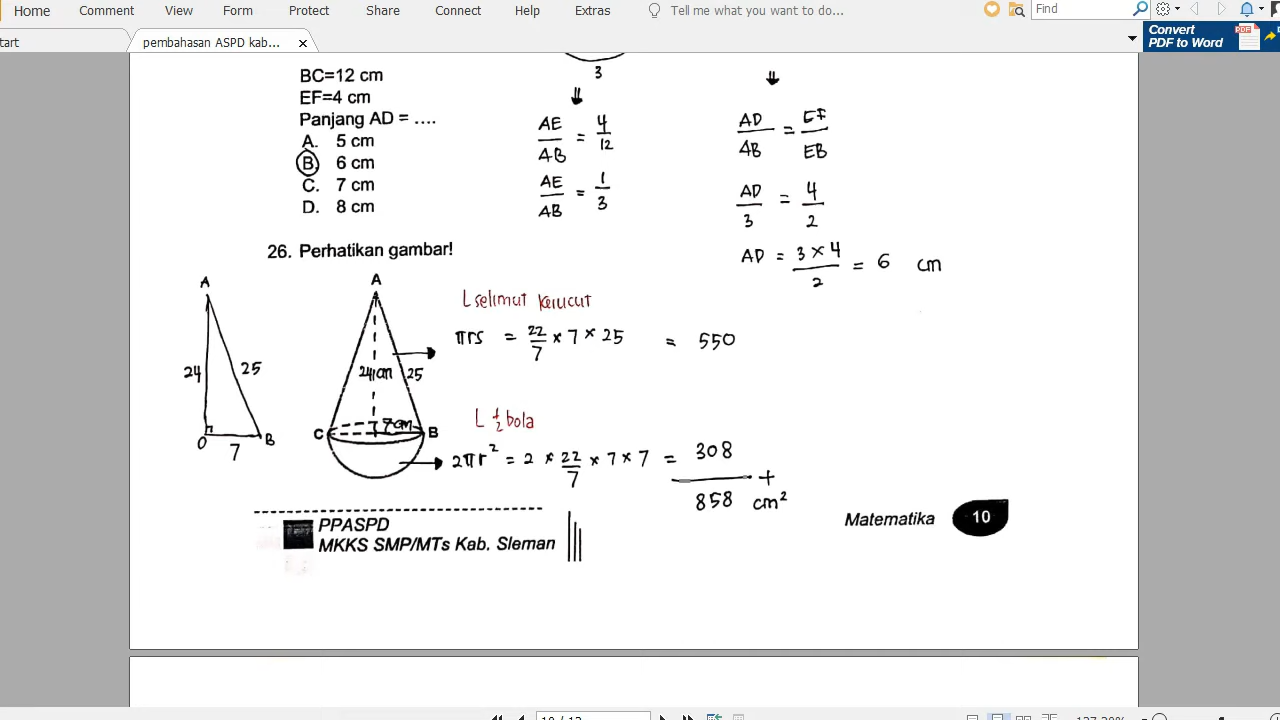 Home Comment View Form Protect Share Connect Help Extras Tell me what you want to do... Find
tart
pembahasan ASPD kab... ×
Convert
PDF to Word
PDF
BC=12 cm
EF=4 cm
Panjang AD = ....
A. 5 cm
B. 6 cm
C. 7 cm
D. 8 cm
3
AE/AB = 4/12
AE/AB = 1/3
AD/AB = EF/EB
AD/3 = 4/2
AD = 3 × 4/2 = 6 cm
26. Perhatikan gambar!
A
24
25
O
7
B
A
24 cm
25
7 cm
C
B
L selimut kerucut
πrs = 22/7 × 7 × 25 = 550
L 1/2 bola
2πr² = 2 × 22/7 × 7 × 7 = 308
+
858 cm²
PPASPD
MKKS SMP/MTs Kab. Sleman
Matematika 10